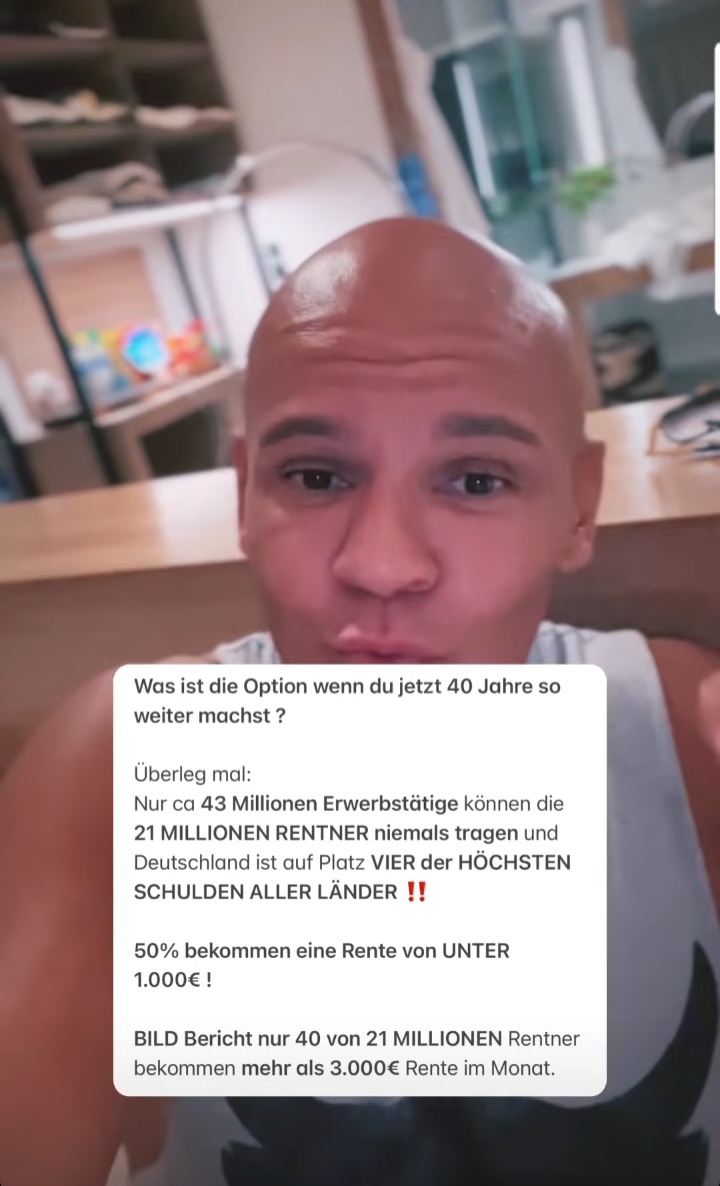 Was ist die Option wenn du jetzt 40 Jahre so
weiter machst ?
Überleg mal:
Nur ca 43 Millionen Erwerbstätige können die
21 MILLIONEN RENTNER niemals tragen und
Deutschland ist auf Platz VIER der HÖCHSTEN
SCHULDEN ALLER LÄNDER ‼️
50% bekommen eine Rente von UNTER
1.000€ !
BILD Bericht nur 40 von 21 MILLIONEN Rentner
bekommen mehr als 3.000€ Rente im Monat.